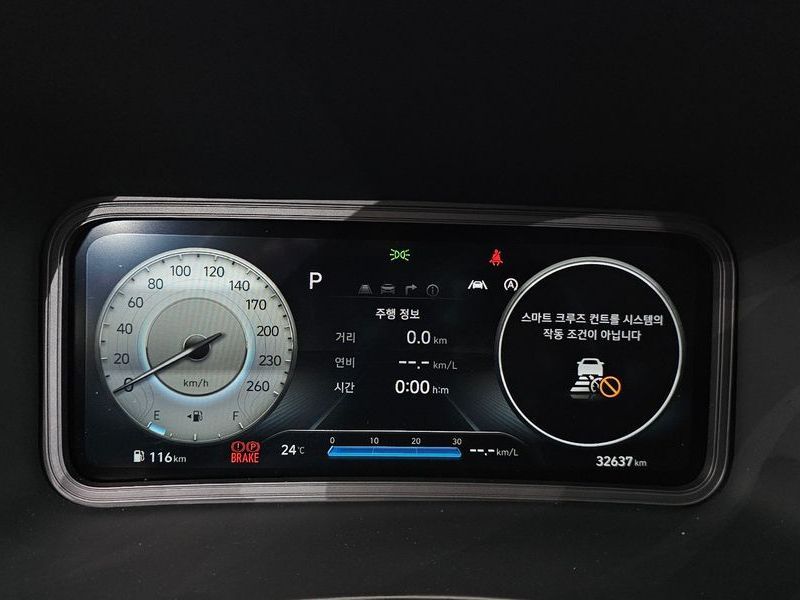 100 120
80 140
60 170
40 200
20 230
0 260
km/h
E F
116 km
P
BRAKE
P
주행 정보
거리 0.0 km
연비 --.- km/L
시간 0:00 h:m
24℃
0 10 20 30
--.- km/L
A
스마트 크루즈 컨트롤 시스템의
작동 조건이 아닙니다
32637 km